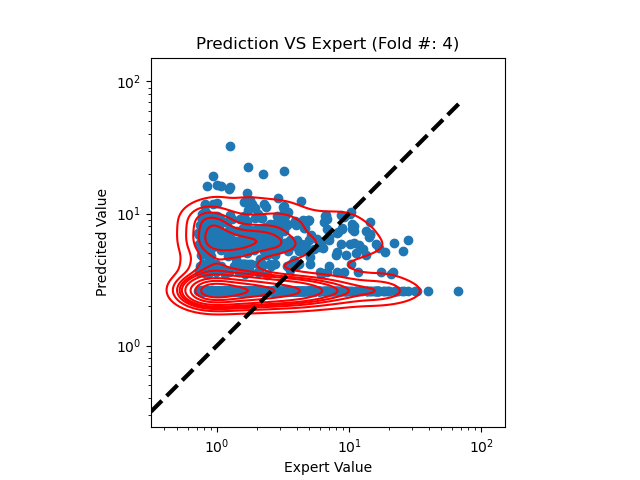 Prediction VS Expert (Fold #: 4)
Predcited Value
10²
10¹
10⁰
10⁰ 10¹ 10²
Expert Value